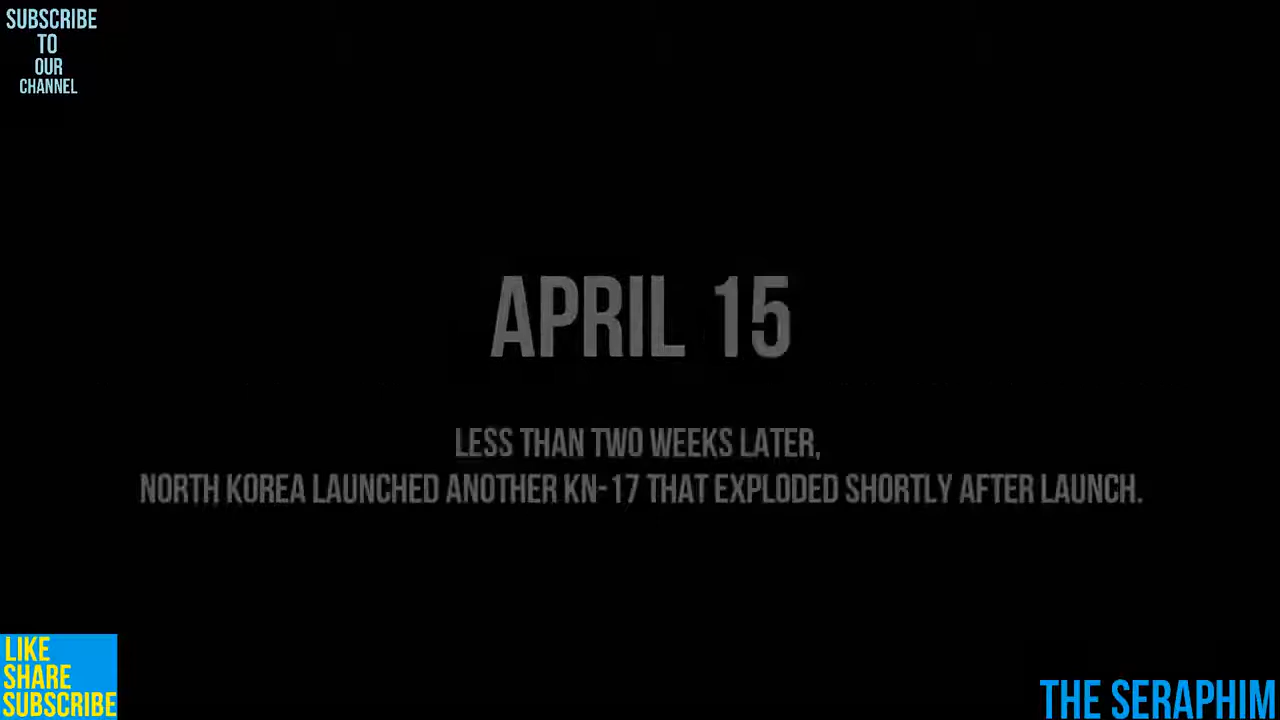 SUBSCRIBE
TO
OUR
CHANNEL
APRIL 15
LESS THAN TWO WEEKS LATER,
NORTH KOREA LAUNCHED ANOTHER KN-17 THAT EXPLODED SHORTLY AFTER LAUNCH.
LIKE
SHARE
SUBSCRIBE
THE SERAPHIM